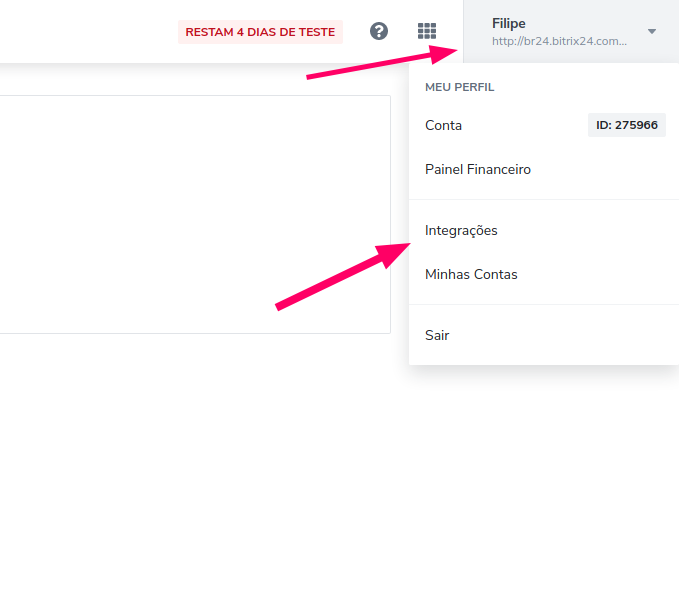 RESTAM 4 DIAS DE TESTE
?
Filipe
http://br24.bitrix24.com...
MEU PERFIL
Conta
ID: 275966
Painel Financeiro
Integrações
Minhas Contas
Sair